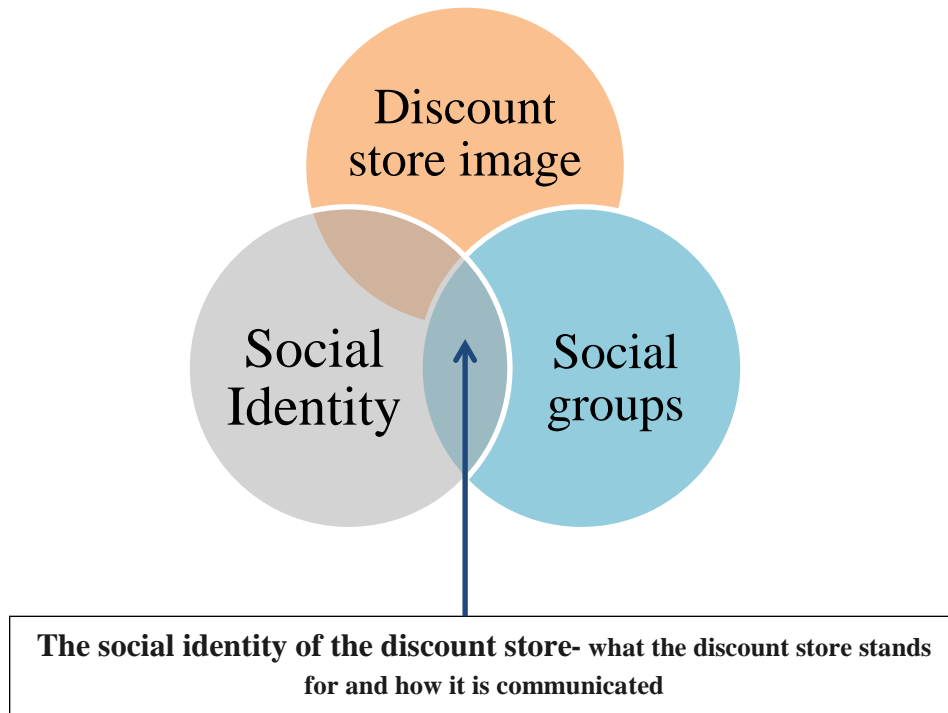 Discount
store image
Social
Identity
Social
groups
The social identity of the discount store- what the discount store stands
for and how it is communicated